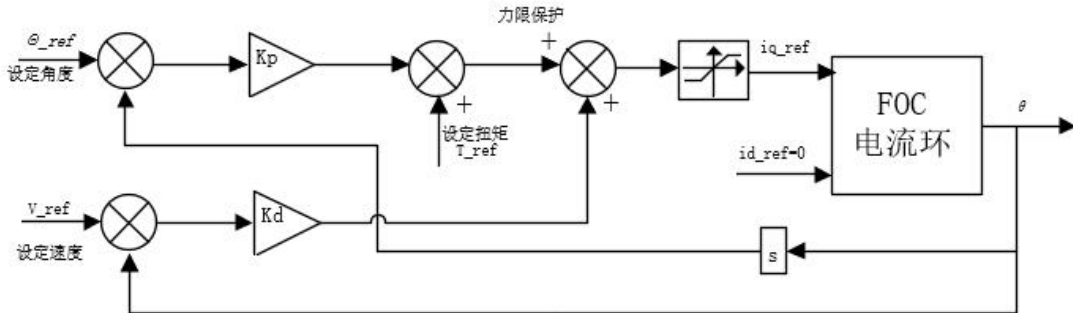 力限保护
Θ_ref
设定角度
Kp
+
+
iq_ref
+
+
设定扭矩
T_ref
FOC
电流环
θ
id_ref=0
V_ref
设定速度
Kd
s